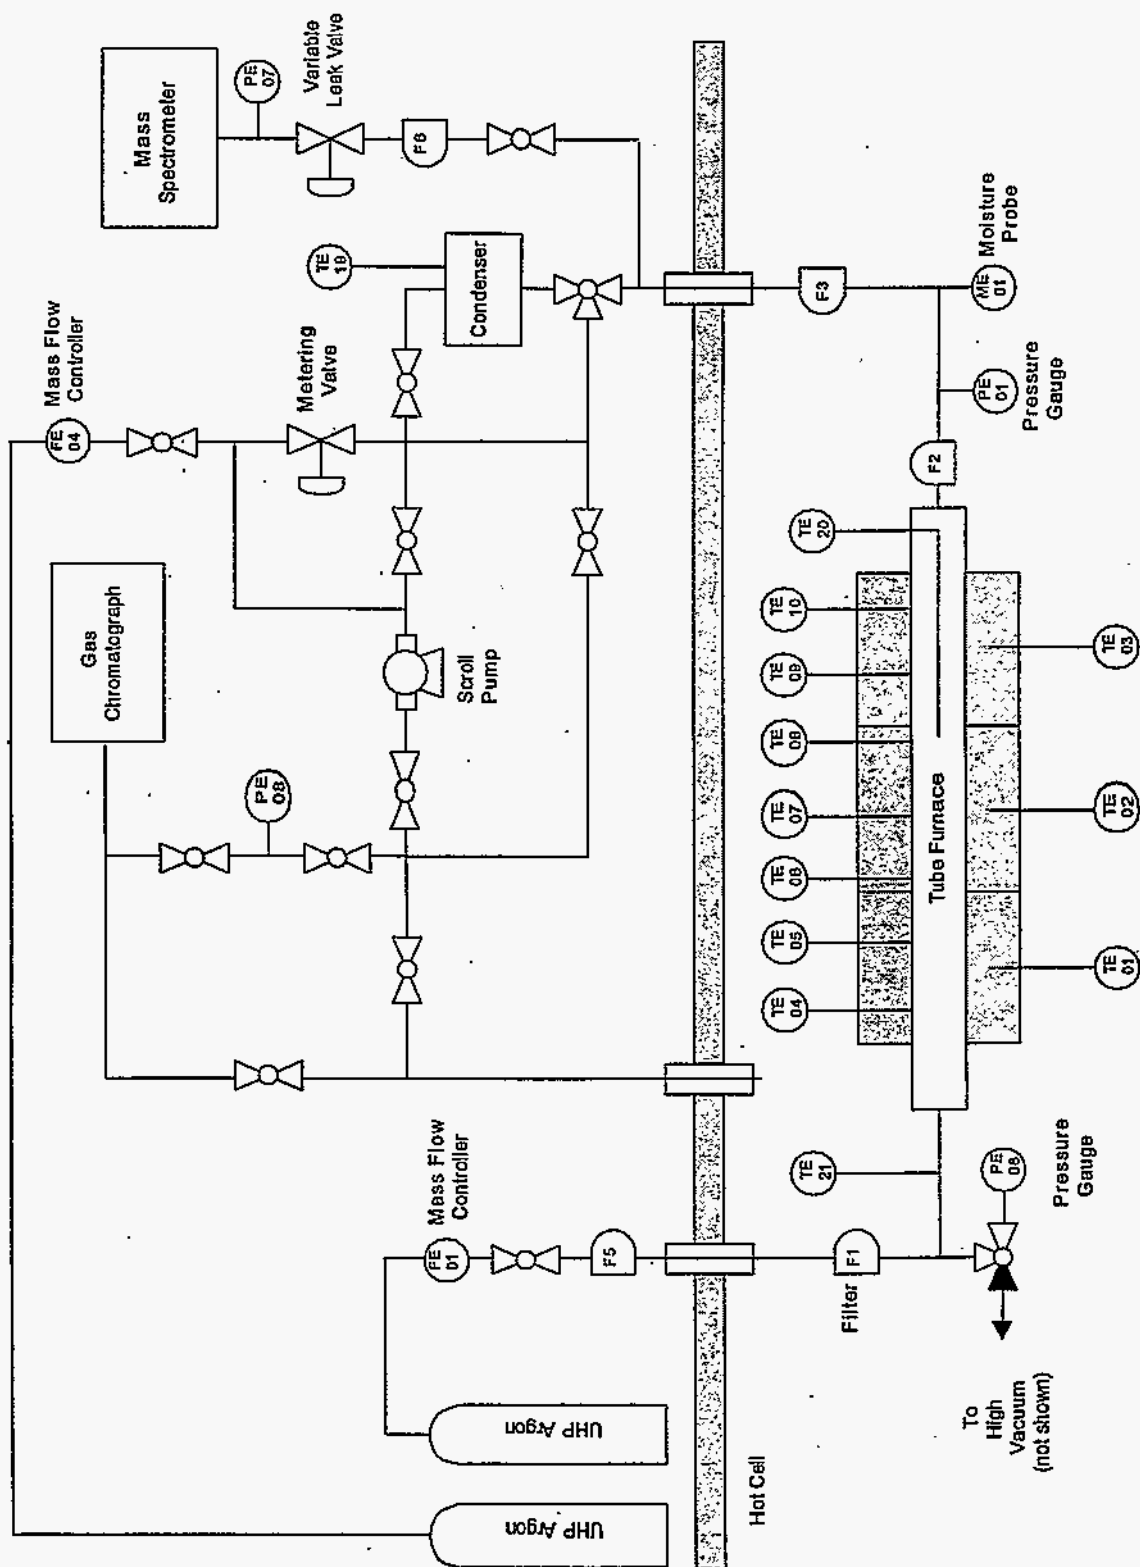 Mass
Spectrometer
PE
07
Variable
Leak Valve
F6
Mass Flow
Controller
FE
04
TE
19
Condenser
Metering
Valve
Gas
Chromatograph
Scroll
Pump
PE
08
Mass Flow
Controller
FE
01
F5
UHP Argon
UHP Argon
Hot Cell
F3
ME
01
Moisture
Probe
PE
01
Pressure
Gauge
F2
TE
20
TE
10
TE
09
TE
08
TE
07
TE
06
TE
05
TE
04
Tube Furnace
TE
03
TE
02
TE
01
TE
21
PE
08
Pressure
Gauge
Filter
F1
To
High
Vacuum
(not shown)